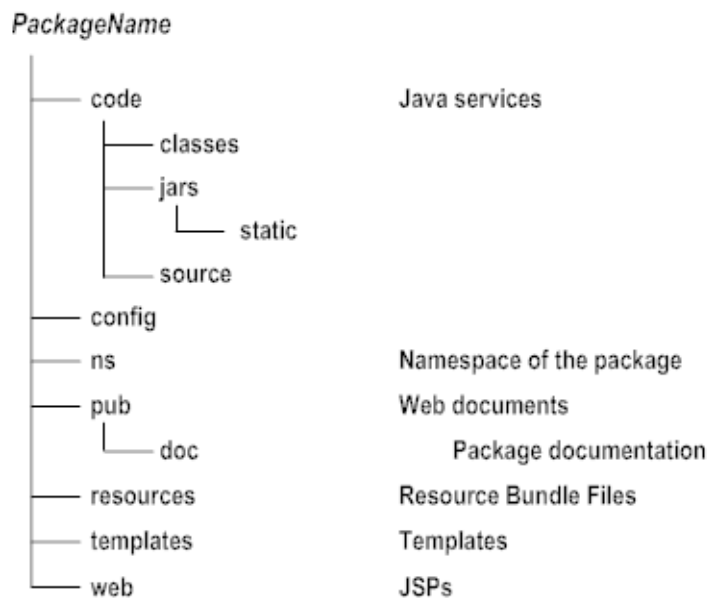 PackageName
code Java services
classes
jars
static
source
config
ns Namespace of the package
pub Web documents
doc Package documentation
resources Resource Bundle Files
templates Templates
web JSPs